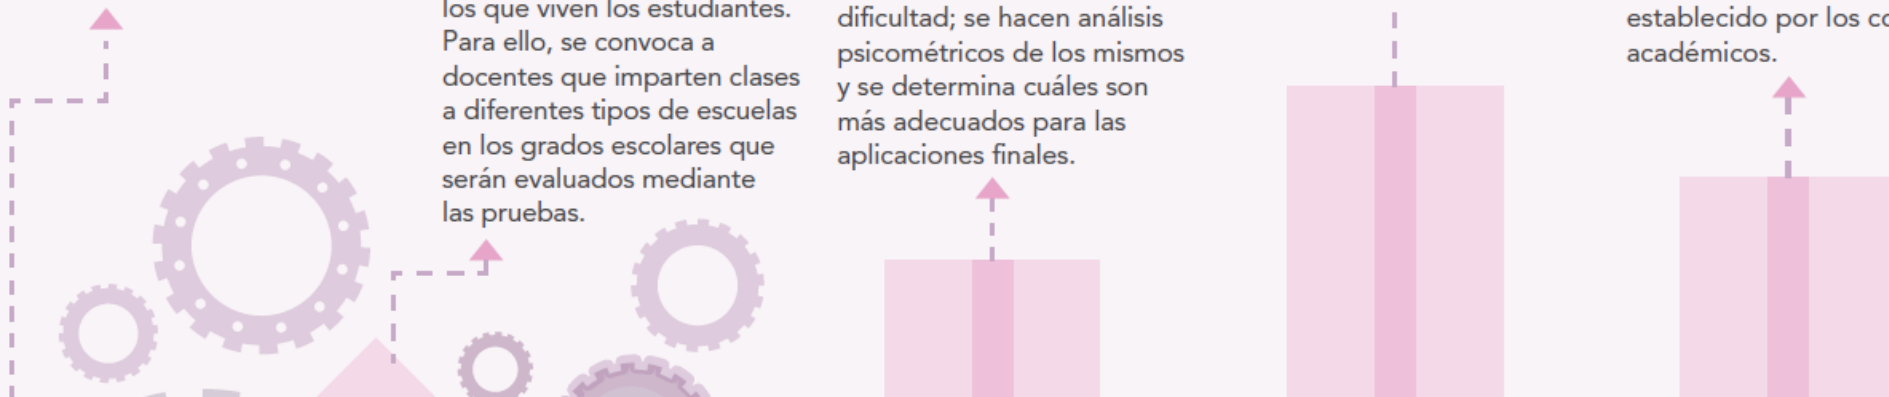 los que viven los estudiantes.
Para ello, se convoca a
docentes que imparten clases
a diferentes tipos de escuelas
en los grados escolares que
serán evaluados mediante
las pruebas.
dificultad; se hacen análisis
psicométricos de los mismos
y se determina cuáles son
más adecuados para las
aplicaciones finales.
establecido por los
académicos.